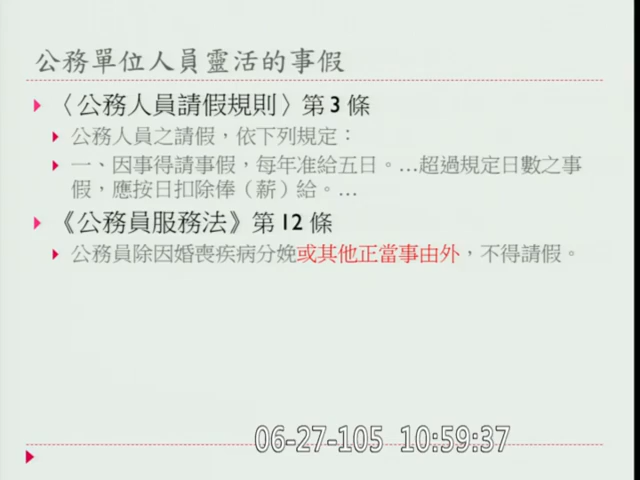 公務單位人員靈活的事假
〈公務人員請假規則〉第 3 條
公務人員之請假，依下列規定：
一、因事得請事假，每年准給五日。…超過規定日數之事
假，應按日扣除俸（薪）給。…
《公務員服務法》第 12 條
公務員除因婚喪疾病分娩或其他正當事由外，不得請假。
06-27-105 10:59:37